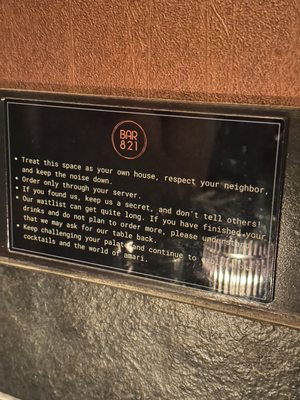 BAR
821
• Treat this space as your own house, respect your neighbor,
and keep the noise down.
• Order only through your server.
• If you found us, keep us a secret, and don't tell others!
• Our waitlist can get quite long. If you have finished your
drinks and do not plan to order more, please understand
that we may ask for our table back.
• Keep challenging your palate and continue to
cocktails and the world of amari.